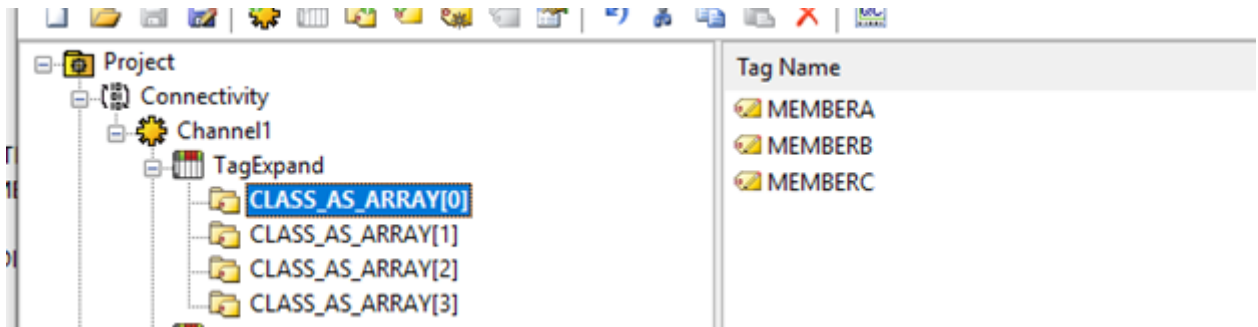 Project
Connectivity
Channel1
TagExpand
CLASS_AS_ARRAY[0]
CLASS_AS_ARRAY[1]
CLASS_AS_ARRAY[2]
CLASS_AS_ARRAY[3]
Tag Name
MEMBERA
MEMBERB
MEMBERC